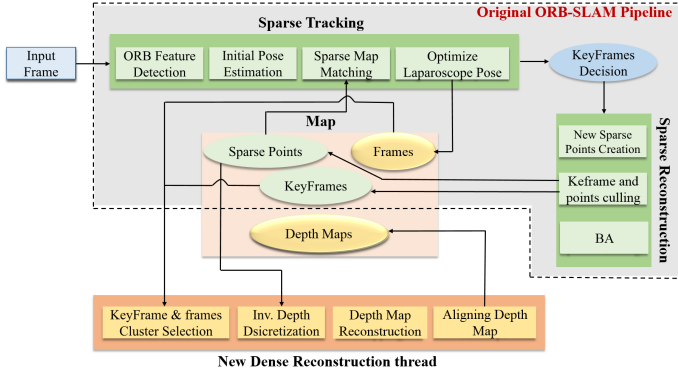 Sparse Tracking
Original ORB-SLAM Pipeline
Input
Frame
ORB Feature
Detection
Initial Pose
Estimation
Sparse Map
Matching
Optimize
Laparoscope Pose
KeyFrames
Decision
Map
Sparse Points
Frames
KeyFrames
Depth Maps
New Sparse
Points Creation
Keframe and
points culling
BA
Sparse Reconstruction
KeyFrame & frames
Cluster Selection
Inv. Depth
Dsicretization
Depth Map
Reconstruction
Aligning Depth
Map
New Dense Reconstruction thread